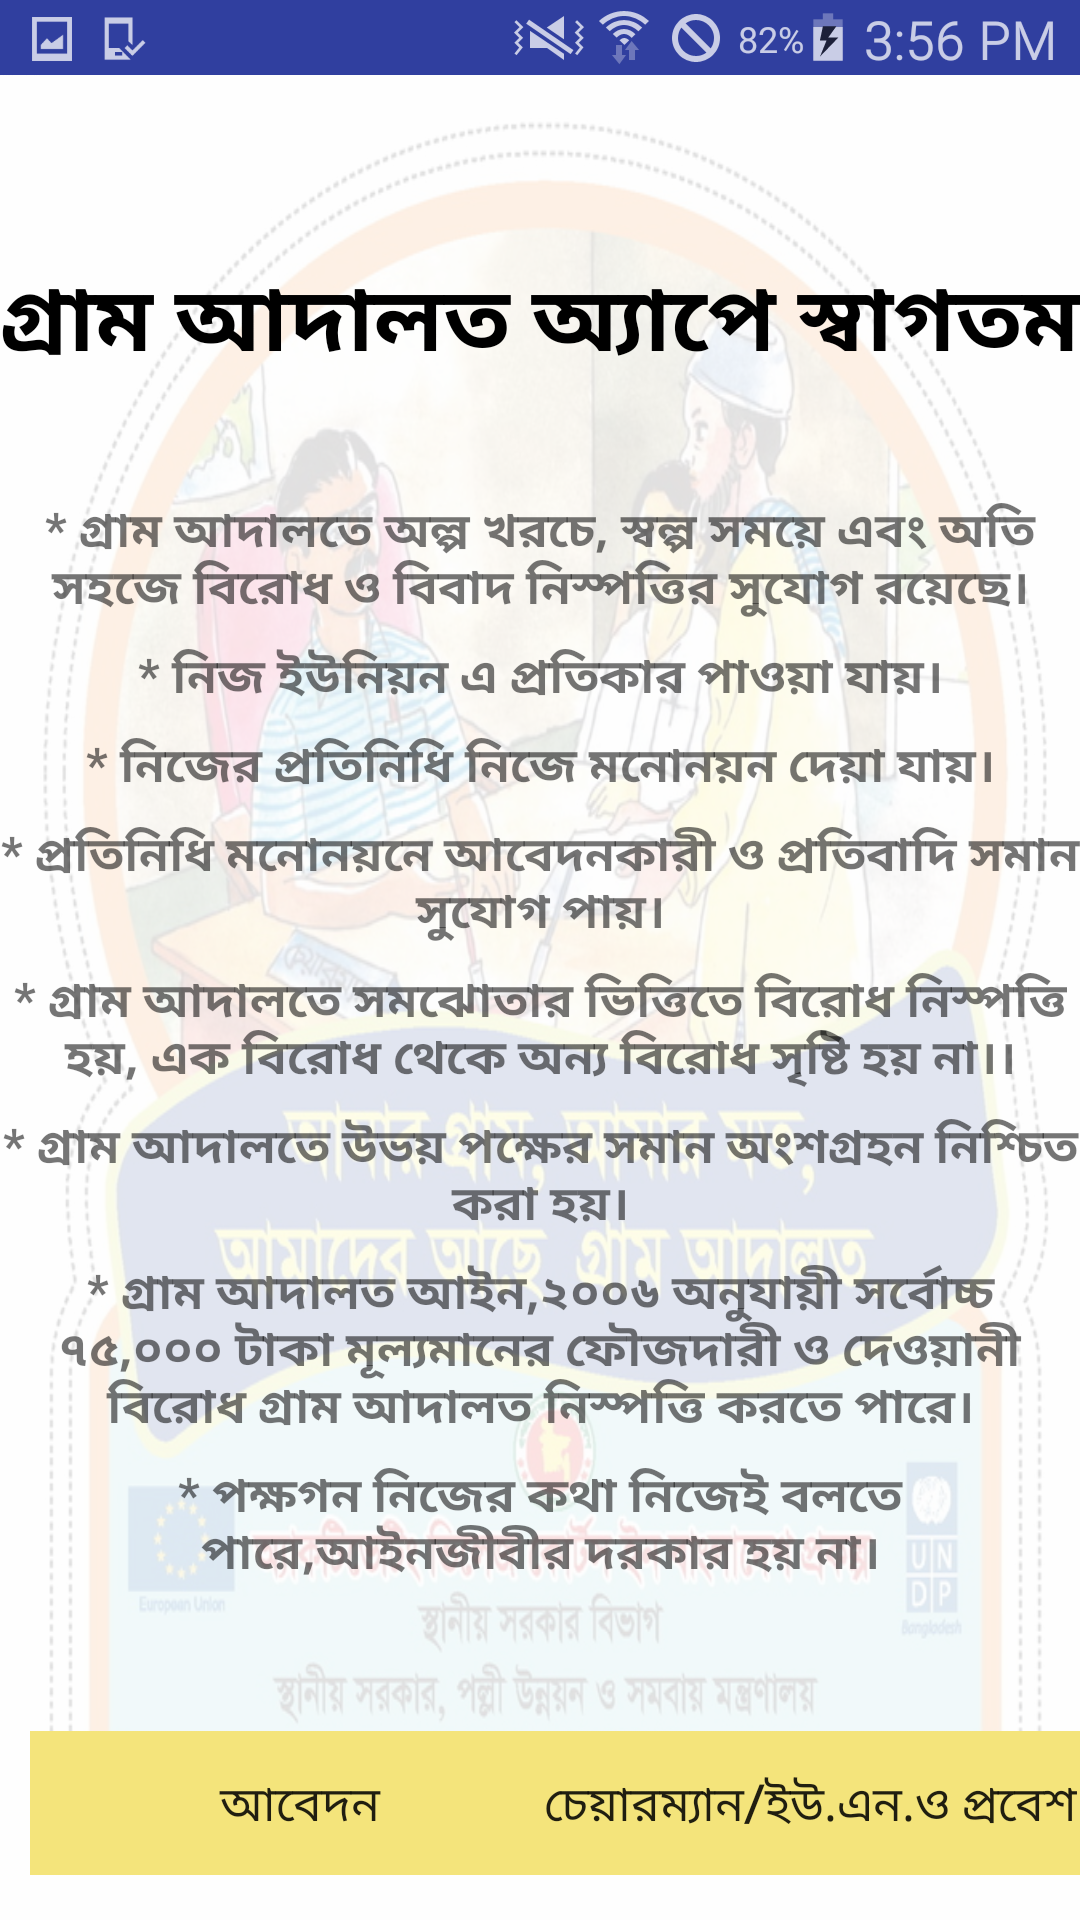 82% 3:56 PM
গ্রাম আদালত অ্যাপে স্বাগতম
* গ্রাম আদালতে অল্প খরচে, স্বল্প সময়ে এবং অতি
সহজে বিরোধ ও বিবাদ নিস্পত্তির সুযোগ রয়েছে।
* নিজ ইউনিয়ন এ প্রতিকার পাওয়া যায়।
* নিজের প্রতিনিধি নিজে মনোনয়ন দেয়া যায়।
* প্রতিনিধি মনোনয়নে আবেদনকারী ও প্রতিবাদি সমান
সুযোগ পায়।
* গ্রাম আদালতে সমঝোতার ভিত্তিতে বিরোধ নিস্পত্তি
হয়, এক বিরোধ থেকে অন্য বিরোধ সৃষ্টি হয় না।।
আমার গ্রাম, আমার মত,
* গ্রাম আদালতে উভয় পক্ষের সমান অংশগ্রহন নিশ্চিত
করা হয়।
আমাদের আছে গ্রাম আদালত
* গ্রাম আদালত আইন,২০০৬ অনুযায়ী সর্বোচ্চ
৭৫,০০০ টাকা মূল্যমানের ফৌজদারী ও দেওয়ানী
বিরোধ গ্রাম আদালত নিস্পত্তি করতে পারে।
* পক্ষগন নিজের কথা নিজেই বলতে
পারে,আইনজীবীর দরকার হয় না।
European Union
UN
DP
Bangladesh
স্থানীয় সরকার বিভাগ
স্থানীয় সরকার, পল্লী উন্নয়ন ও সমবায় মন্ত্রণালয়
আবেদন চেয়ারম্যান/ইউ.এন.ও প্রবেশ